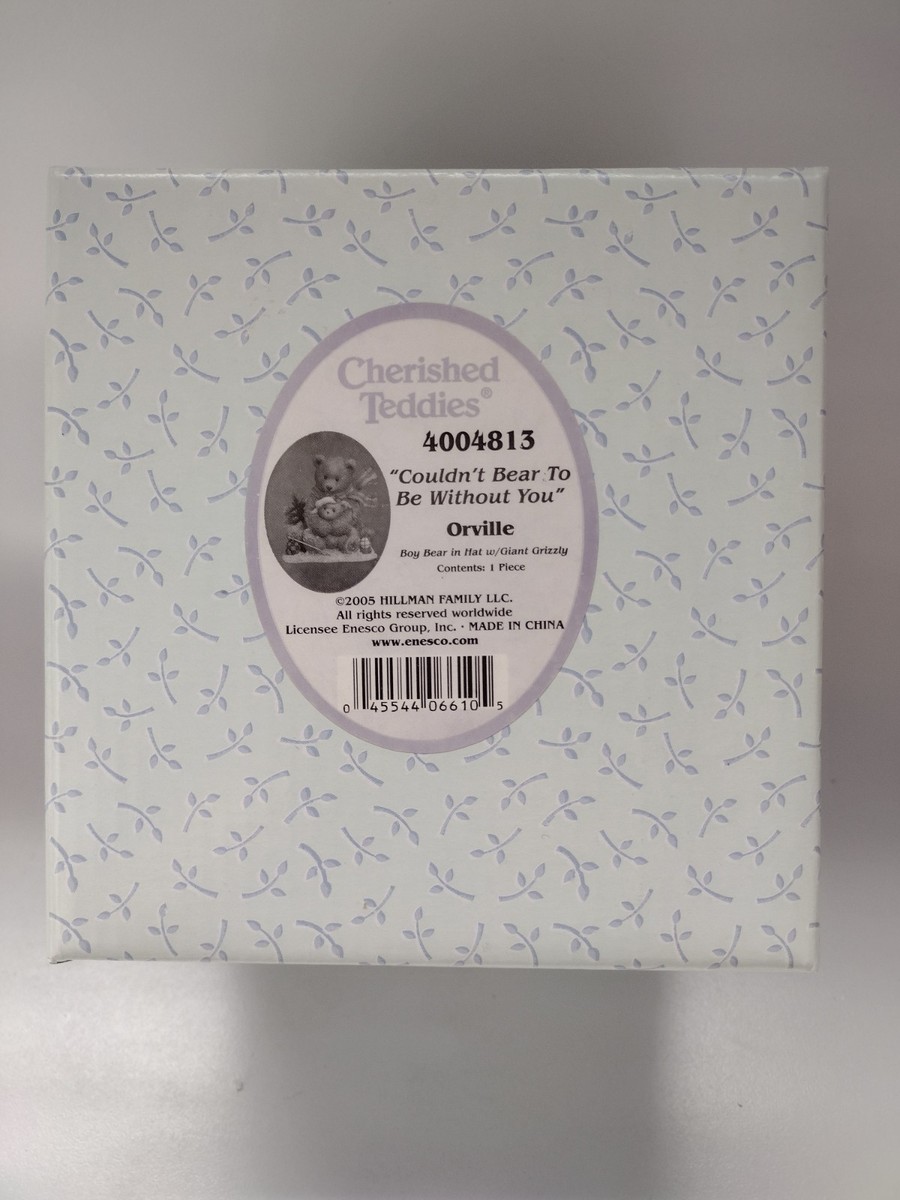 Cherished
Teddies®
4004813
"Couldn't Bear To
Be Without You"
Orville
Boy Bear in Hat w/Giant Grizzly
Contents: 1 Piece
©2005 HILLMAN FAMILY LLC.
All rights reserved worldwide
Licensee Enesco Group, Inc. · MADE IN CHINA
www.enesco.com
0 45544 06610 5